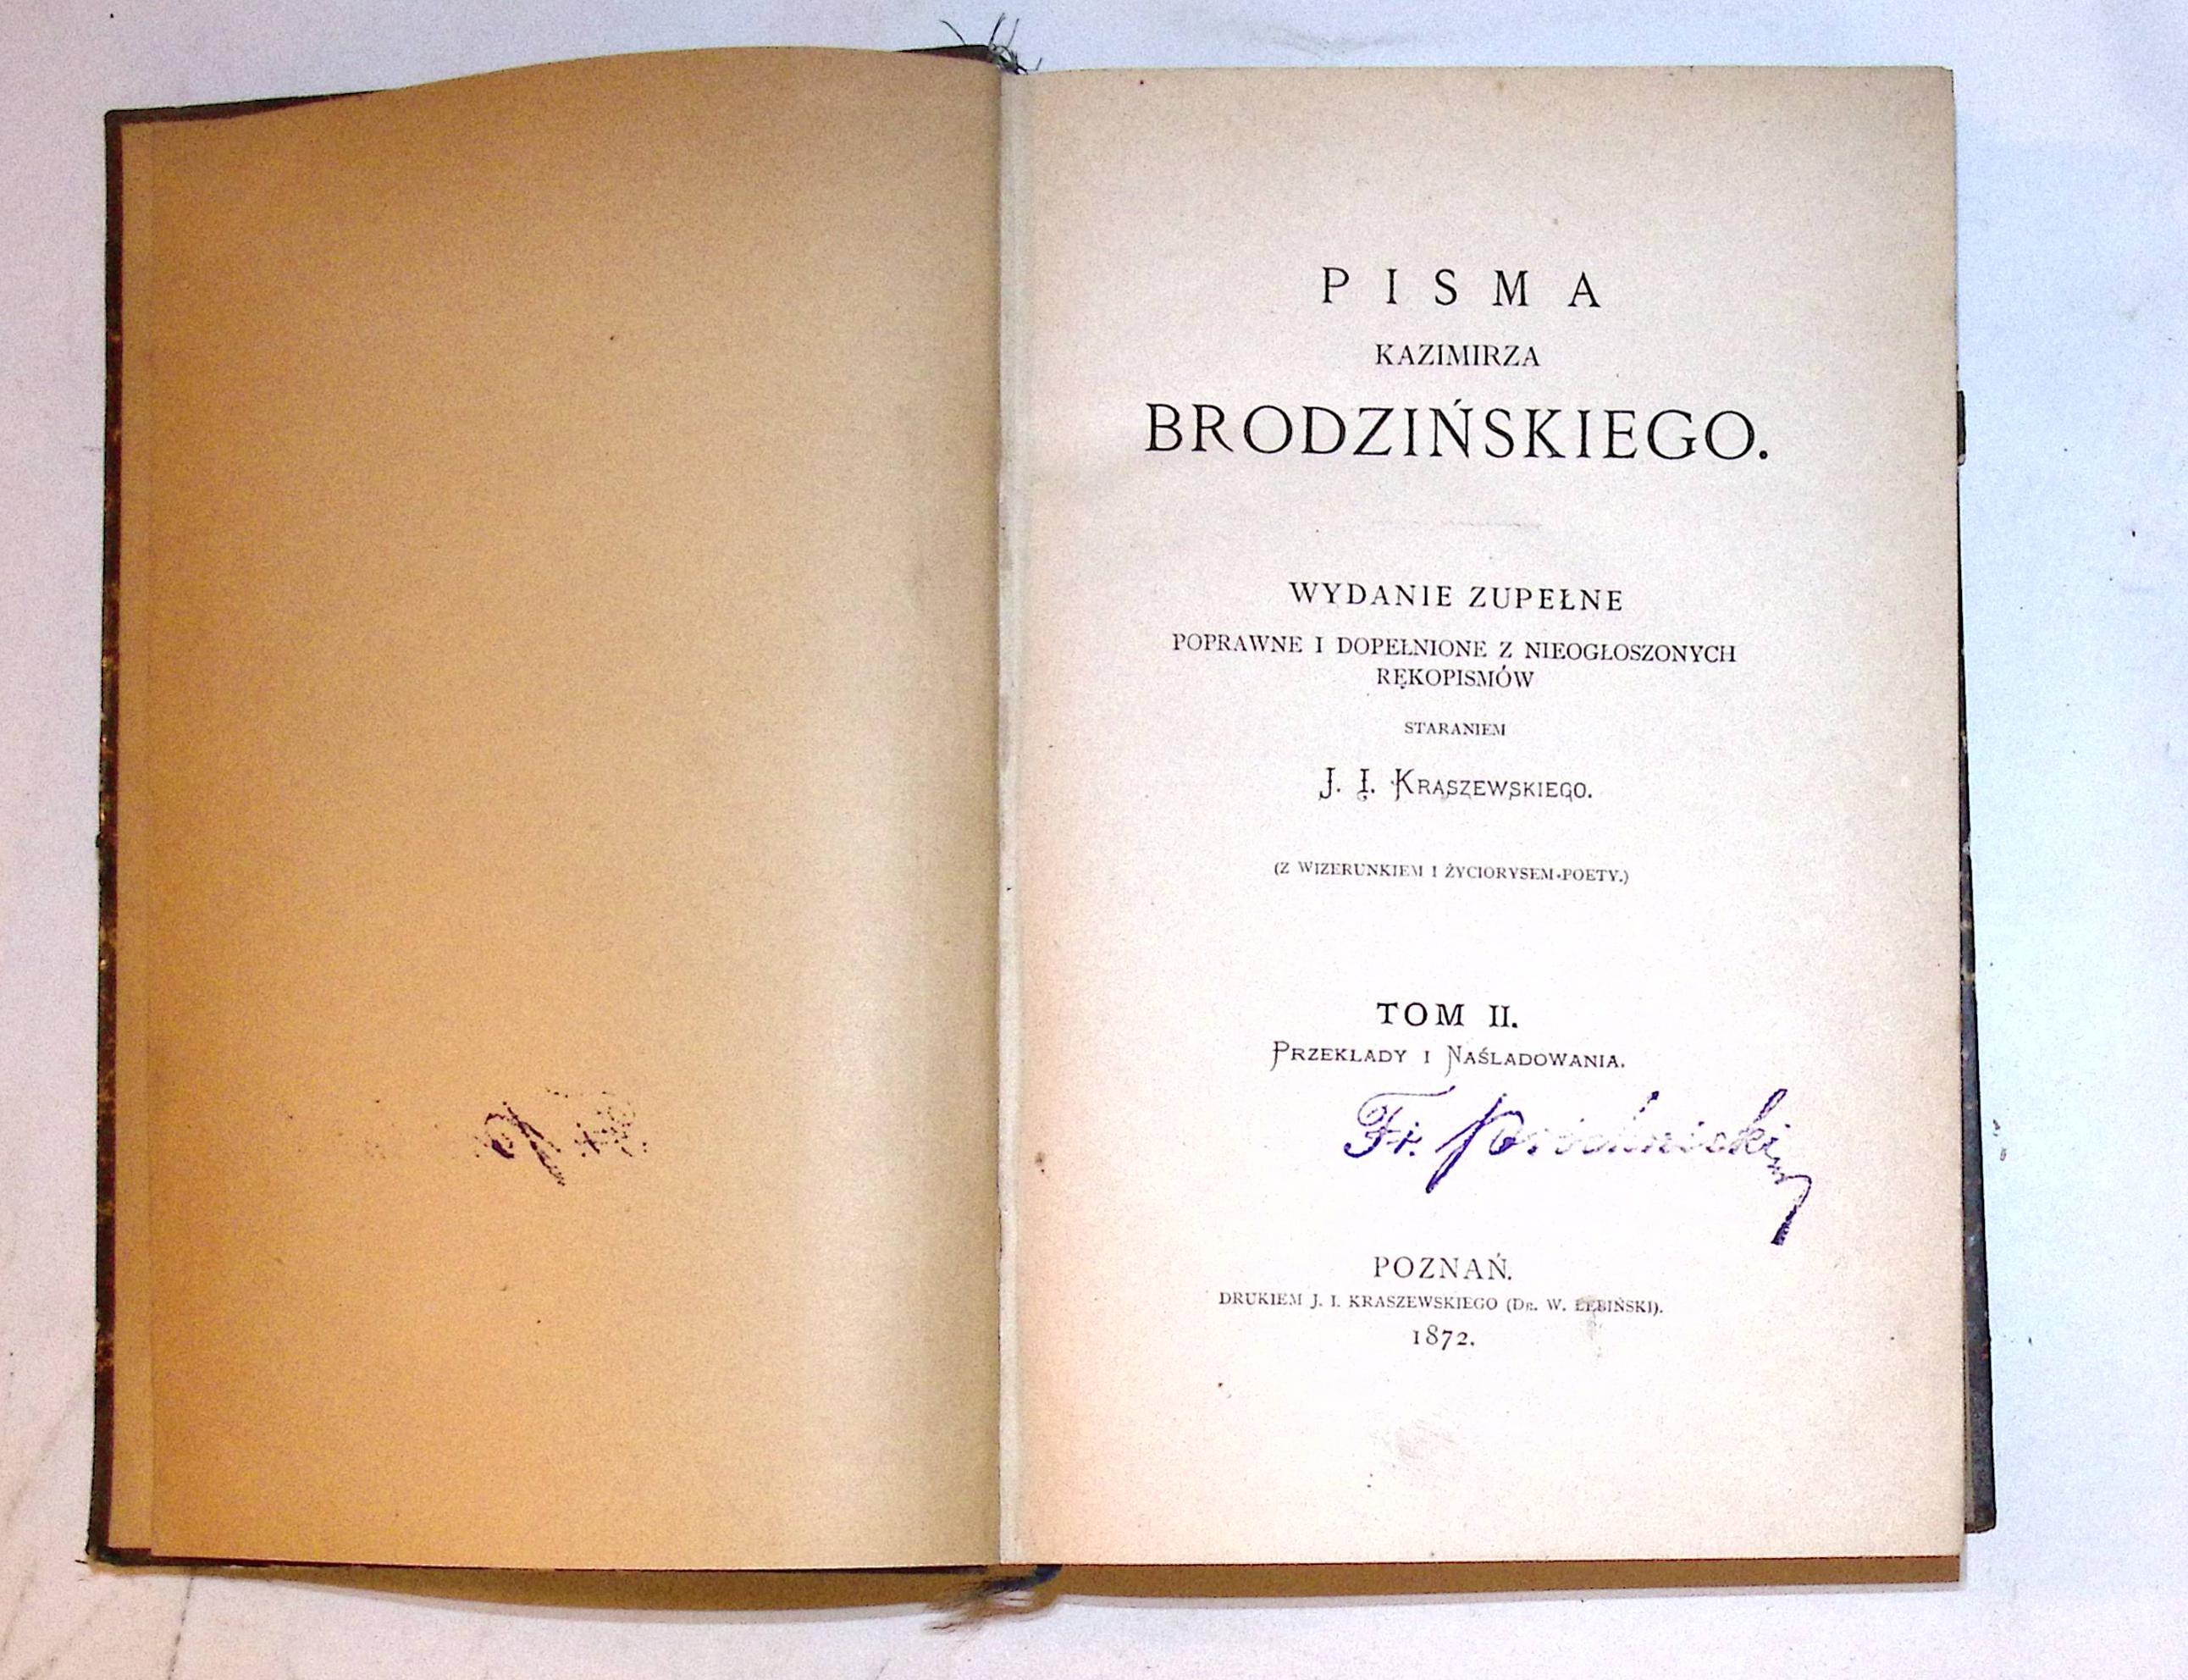 PISMA
KAZIMIRZA
BRODZIŃSKIEGO.
WYDANIE ZUPEŁNE
POPRAWNE I DOPEŁNIONE Z NIEOGŁOSZONYCH
RĘKOPISMÓW
STARANIEM
J. I. KRASZEWSKIEGO.
(Z WIZERUNKIEM I ŻYCIORYSEM POETY.)
TOM II.
PRZEKŁADY I NAŚLADOWANIA.
Fr.
POZNAŃ.
DRUKIEM J. I. KRASZEWSKIEGO (DR. W. ŁEBIŃSKI).
1872.